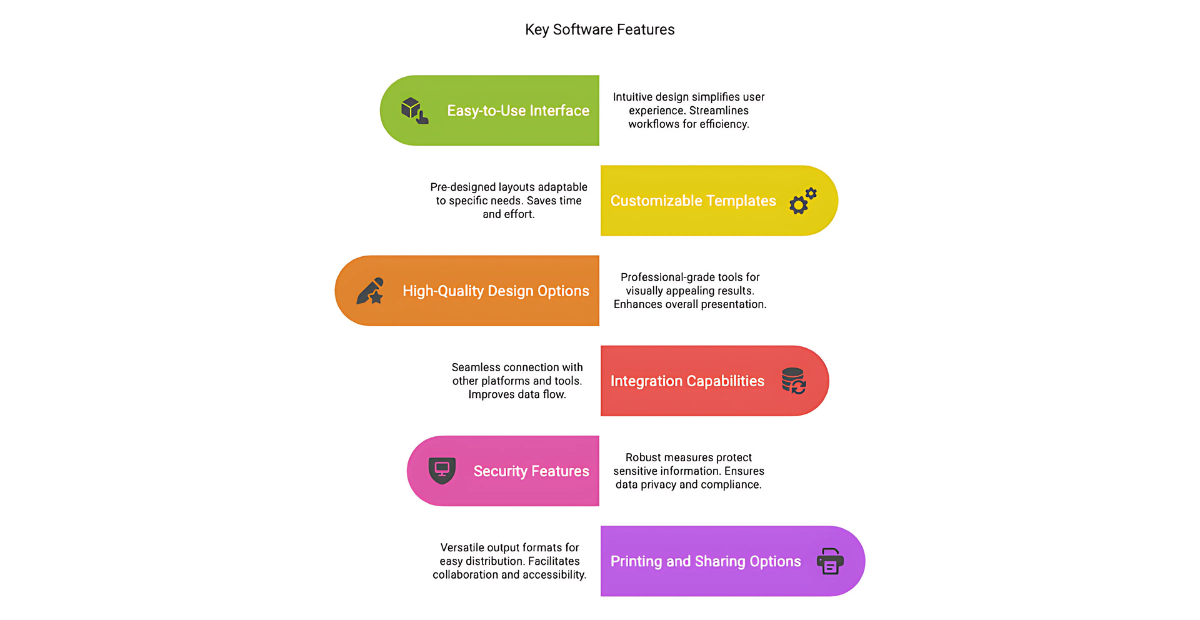 Key Software Features
Easy-to-Use Interface
Intuitive design simplifies user
experience. Streamlines
workflows for efficiency.
Pre-designed layouts adaptable
to specific needs. Saves time
and effort.
Customizable Templates
High-Quality Design Options
Professional-grade tools for
visually appealing results.
Enhances overall presentation.
Seamless connection with
other platforms and tools.
Improves data flow.
Integration Capabilities
Security Features
Robust measures protect
sensitive information. Ensures
data privacy and compliance.
Versatile output formats for
easy distribution. Facilitates
collaboration and accessibility.
Printing and Sharing Options